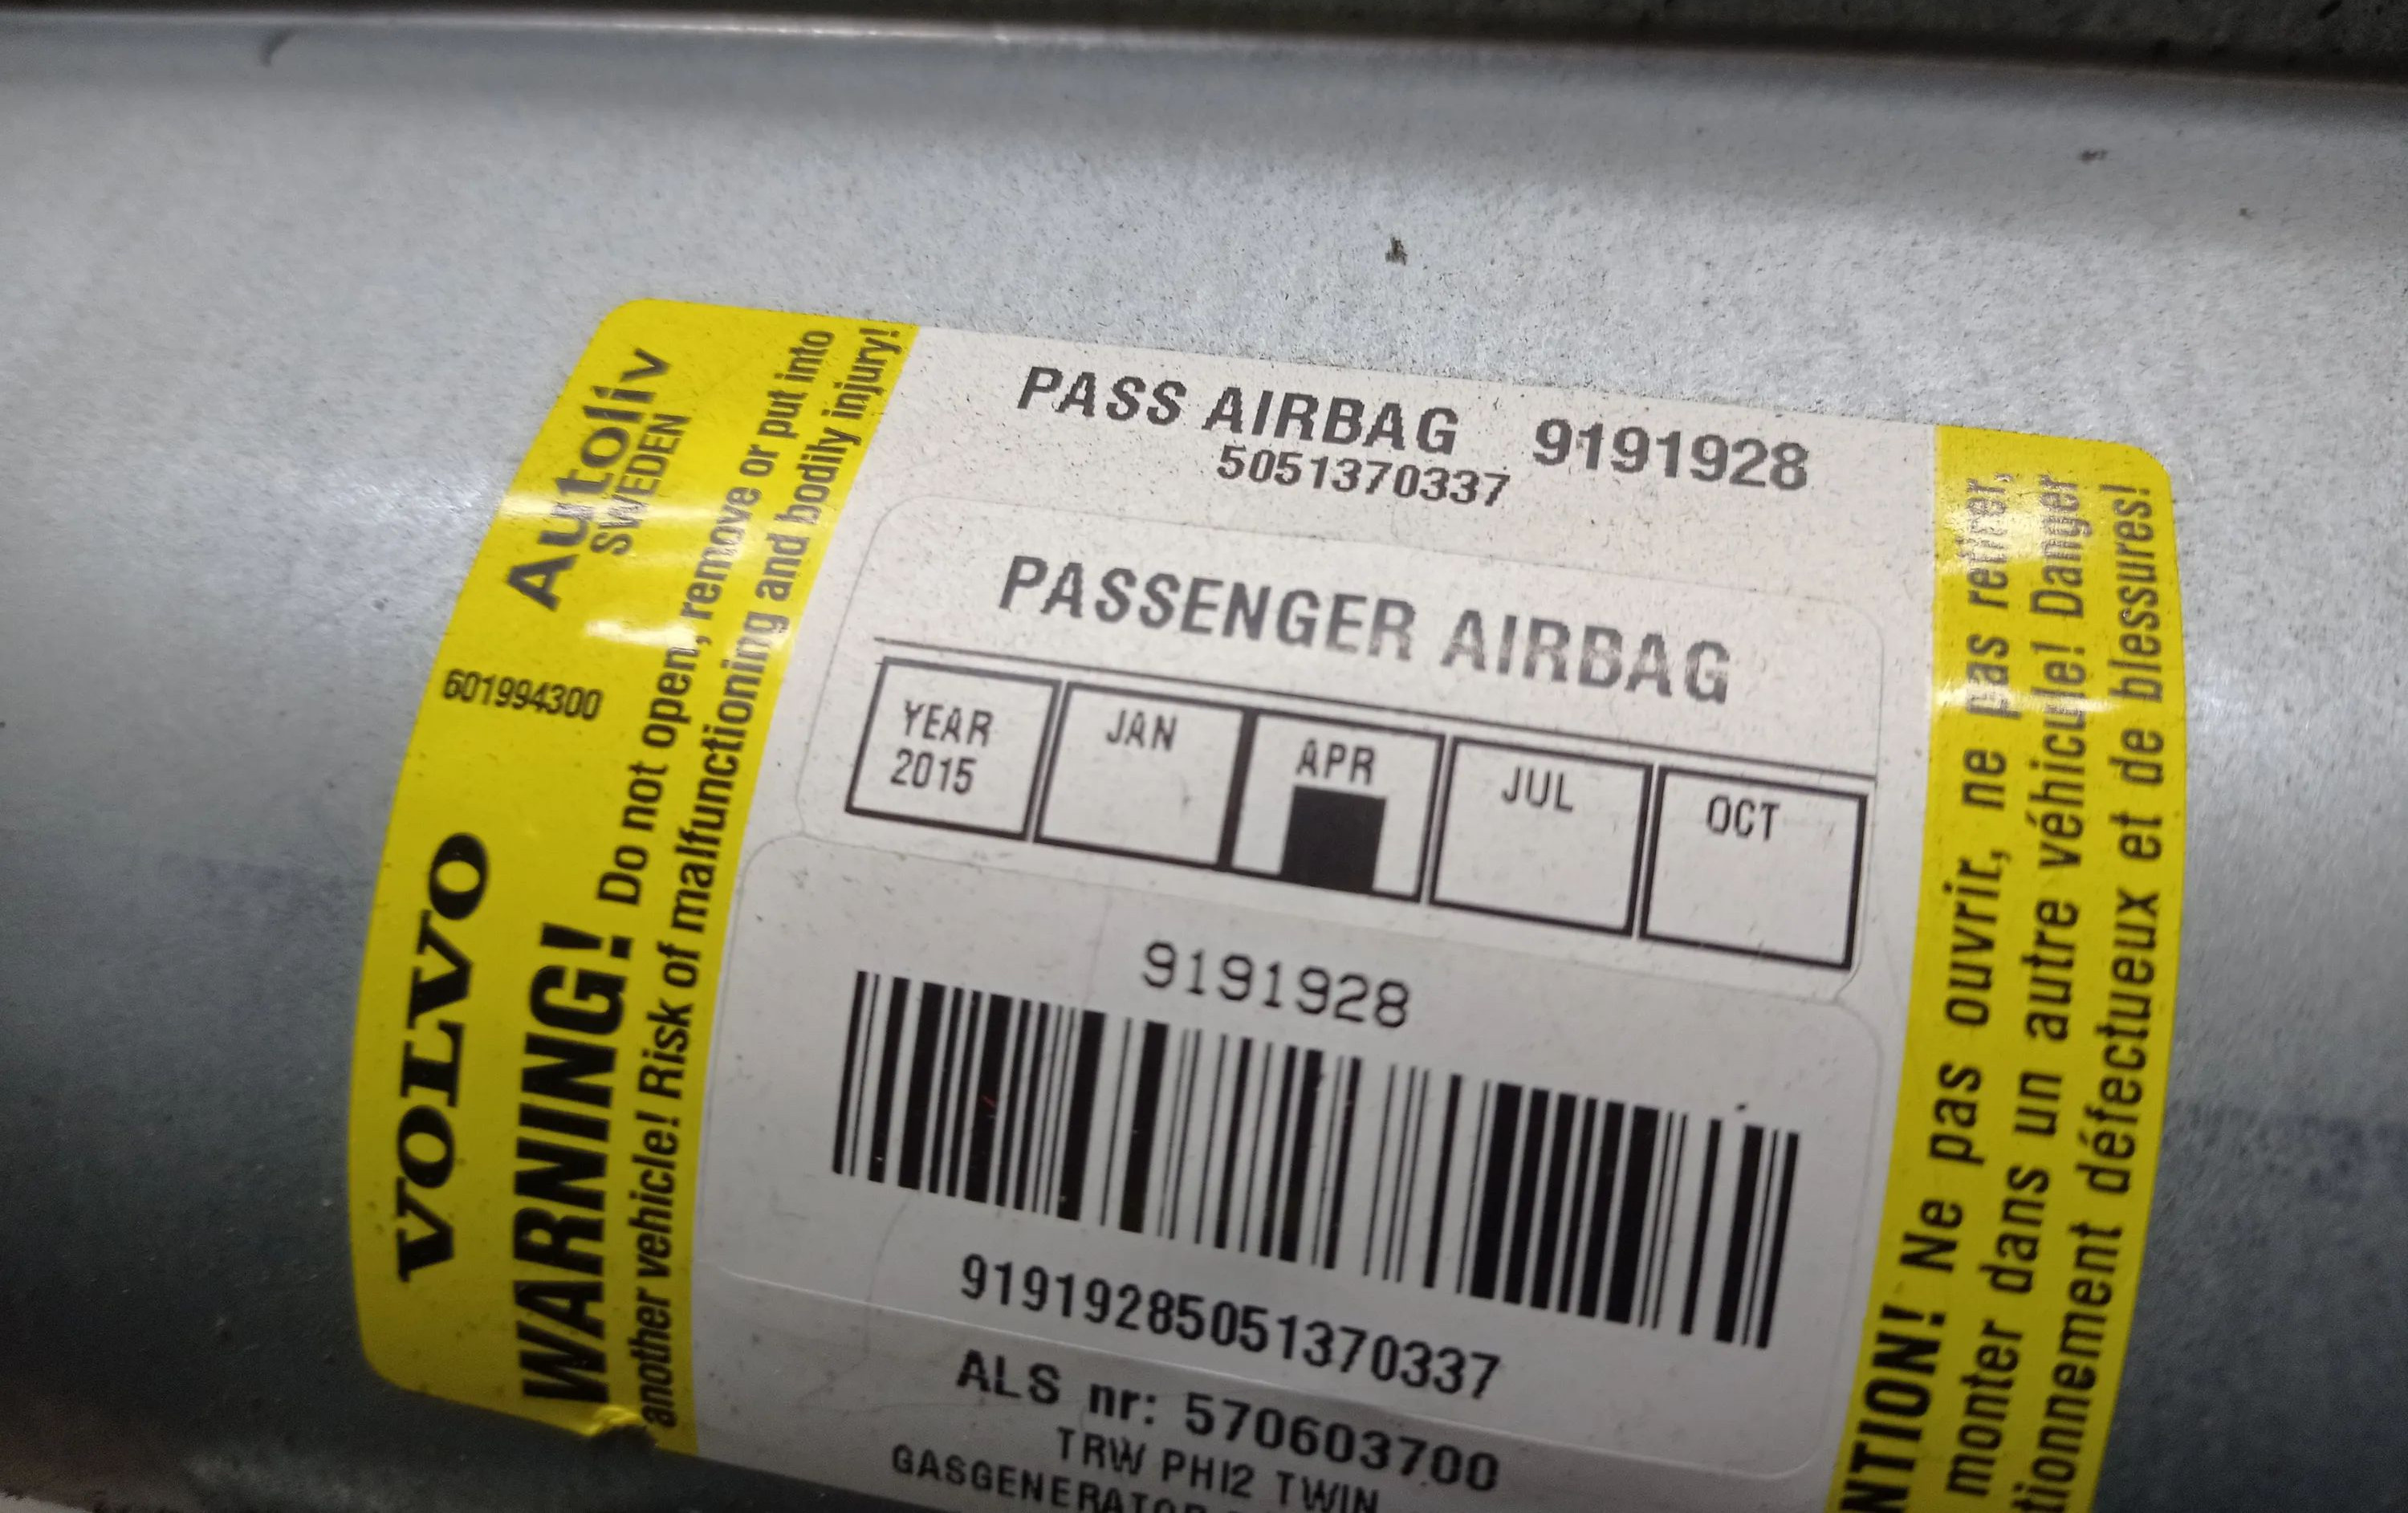 VOLVO
601994300
Autoliv
SWEDEN
WARNING! Do not open, remove or put into
another vehicle! Risk of malfunctioning and bodily injury!
PASS AIRBAG 9191928
5051370337
PASSENGER AIRBAG
YEAR JAN APR JUL OCT
2015
9191928
91919285051370337
ALS nr: 570603700
TRW PHI2 TWIN
Ne pas ouvrir, ne pas retirer,
monter dans un autre véhicule! Danger
défectueux et de blessures!